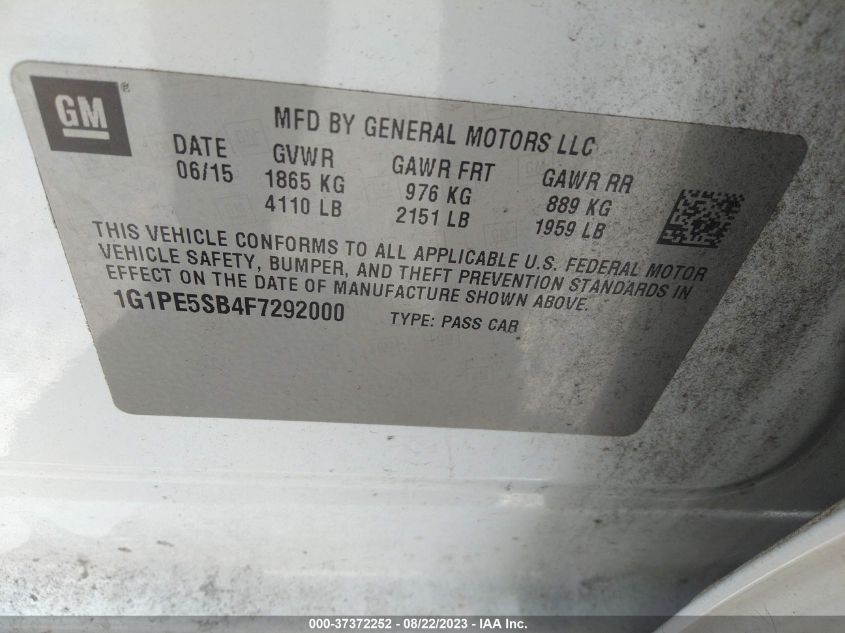 GM®
MFD BY GENERAL MOTORS LLC
DATE GVWR GAWR FRT GAWR RR
06/15 1865 KG 976 KG 889 KG
4110 LB 2151 LB 1959 LB
THIS VEHICLE CONFORMS TO ALL APPLICABLE U.S. FEDERAL MOTOR
VEHICLE SAFETY, BUMPER, AND THEFT PREVENTION STANDARDS IN
EFFECT ON THE DATE OF MANUFACTURE SHOWN ABOVE.
1G1PE5SB4F7292000 TYPE: PASS CAR
000-37372252 - 08/22/2023 - IAA, Inc.